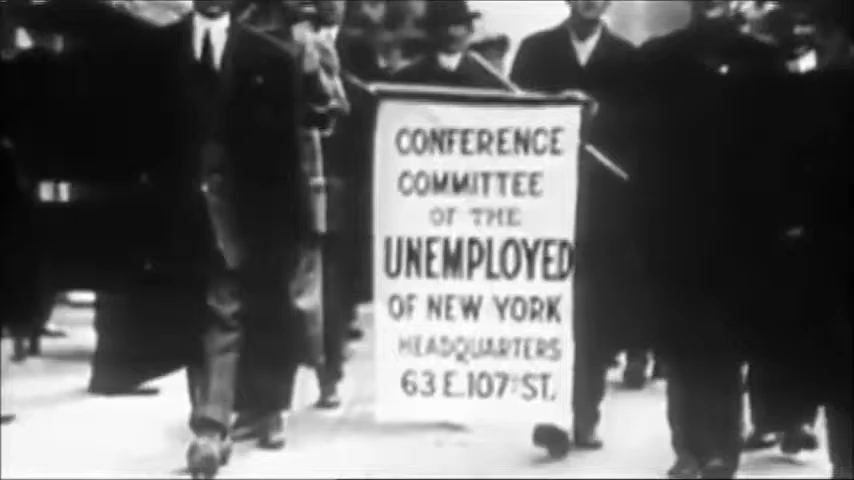 CONFERENCE
COMMITTEE
OF THE
UNEMPLOYED
OF NEW YORK
HEADQUARTERS
63 E. 107TH ST.